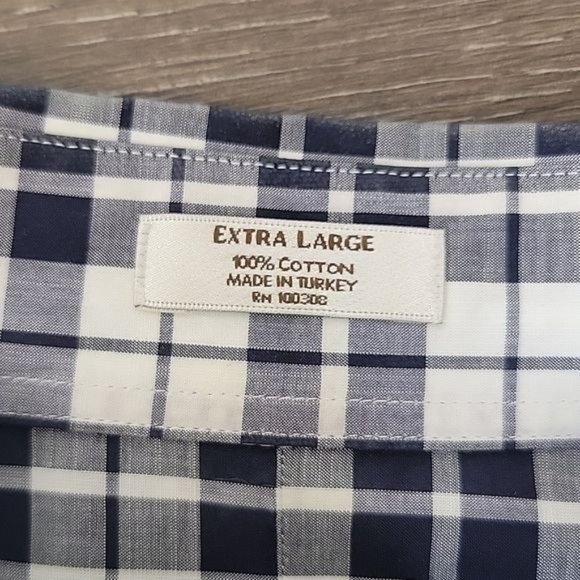 EXTRA LARGE
100% COTTON
MADE IN TURKEY
RN 100308